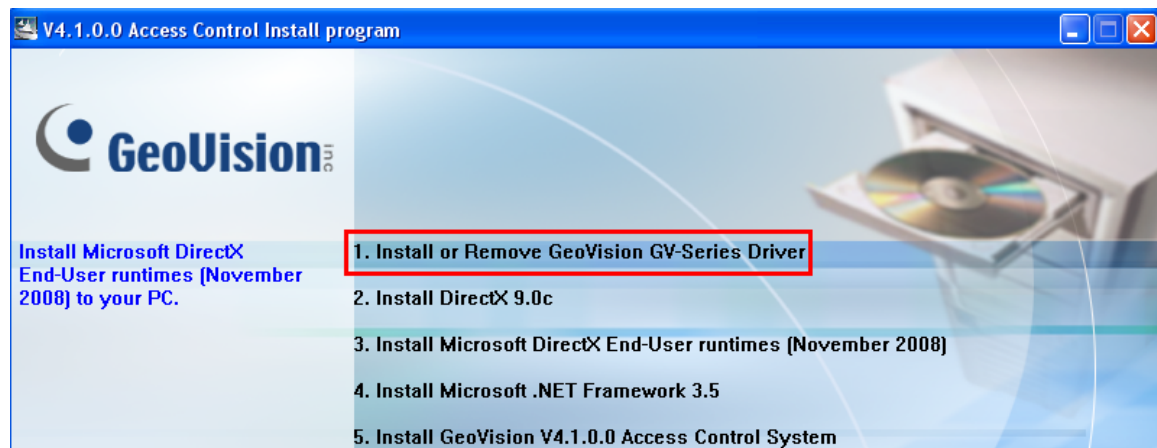 V4.1.0.0 Access Control Install program
GeoVision inc
Install Microsoft DirectX
End-User runtimes (November
2008) to your PC.
1. Install or Remove GeoVision GV-Series Driver
2. Install DirectX 9.0c
3. Install Microsoft DirectX End-User runtimes (November 2008)
4. Install Microsoft .NET Framework 3.5
5. Install GeoVision V4.1.0.0 Access Control System